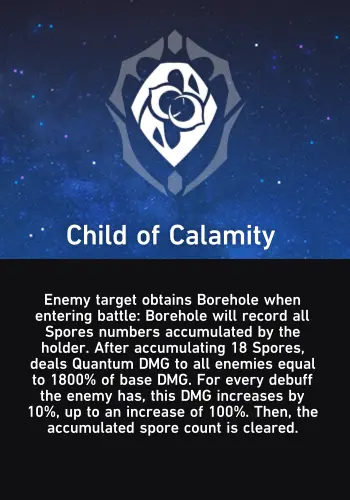 Child of Calamity
Enemy target obtains Borehole when
entering battle: Borehole will record all
Spores numbers accumulated by the
holder. After accumulating 18 Spores,
deals Quantum DMG to all enemies equal
to 1800% of base DMG. For every debuff
the enemy has, this DMG increases by
10%, up to an increase of 100%. Then, the
accumulated spore count is cleared.